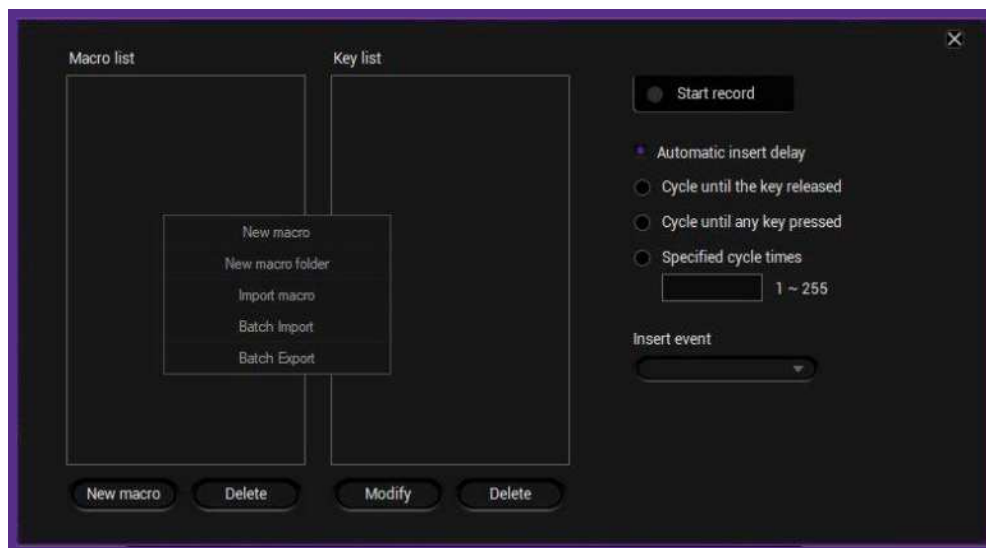 Macro list
Key list
Start record
Automatic insert delay
Cycle until the key released
Cycle until any key pressed
Specified cycle times
1 ~ 255
Insert event
New macro
New macro folder
Import macro
Batch Import
Batch Export
New macro
Delete
Modify
Delete